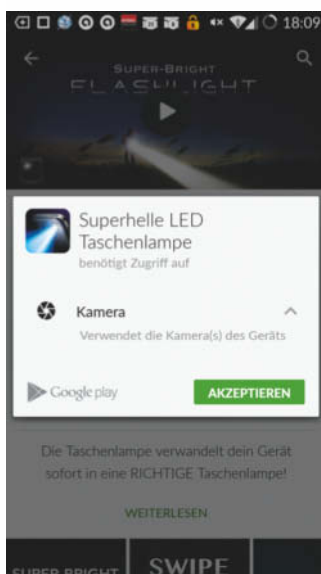 18:09
SUPER-BRIGHT
FLASHLIGHT
Superhelle LED
Taschenlampe
benötigt Zugriff auf
Kamera
Verwendet die Kamera(s) des Geräts
Google play
AKZEPTIEREN
Die Taschenlampe verwandelt dein Gerät
sofort in eine RICHTIGE Taschenlampe!
WEITERLESEN
SUPER-BRIGHT
SWIPE